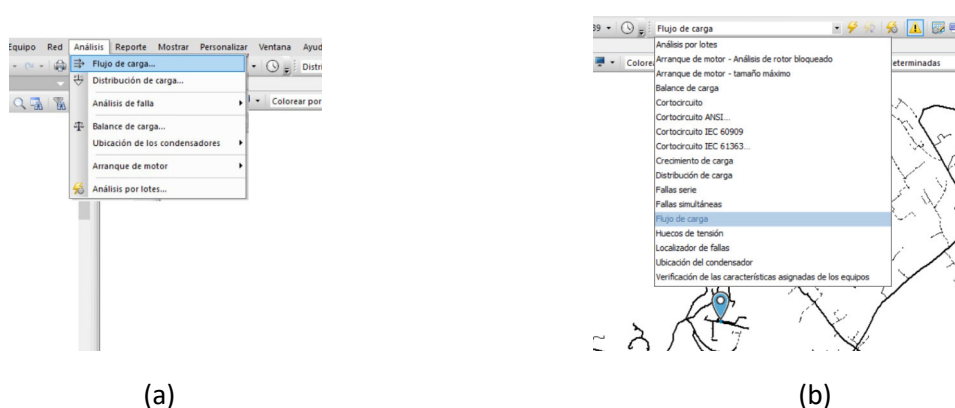 Equipo Red Análisis Reporte Mostrar Personalizar Ventana Ayud
Flujo de carga...
Distri
Distribución de carga...
Análisis de falla
Colorear por
Balance de carga...
Ubicación de los condensadores
Arranque de motor
Análisis por lotes...
(a)
39 Flujo de carga
Colorea
eterminadas
Análisis por lotes
Arranque de motor - Análisis de rotor bloqueado
Arranque de motor - tamaño máximo
Balance de carga
Cortocircuito
Cortocircuito ANSI...
Cortocircuito IEC 60909
Cortocircuito IEC 61363...
Crecimiento de carga
Distribución de carga
Fallas serie
Fallas simultáneas
Flujo de carga
Huecos de tensión
Localizador de fallas
Ubicación del condensador
Verificación de las características asignadas de los equipos
(b)